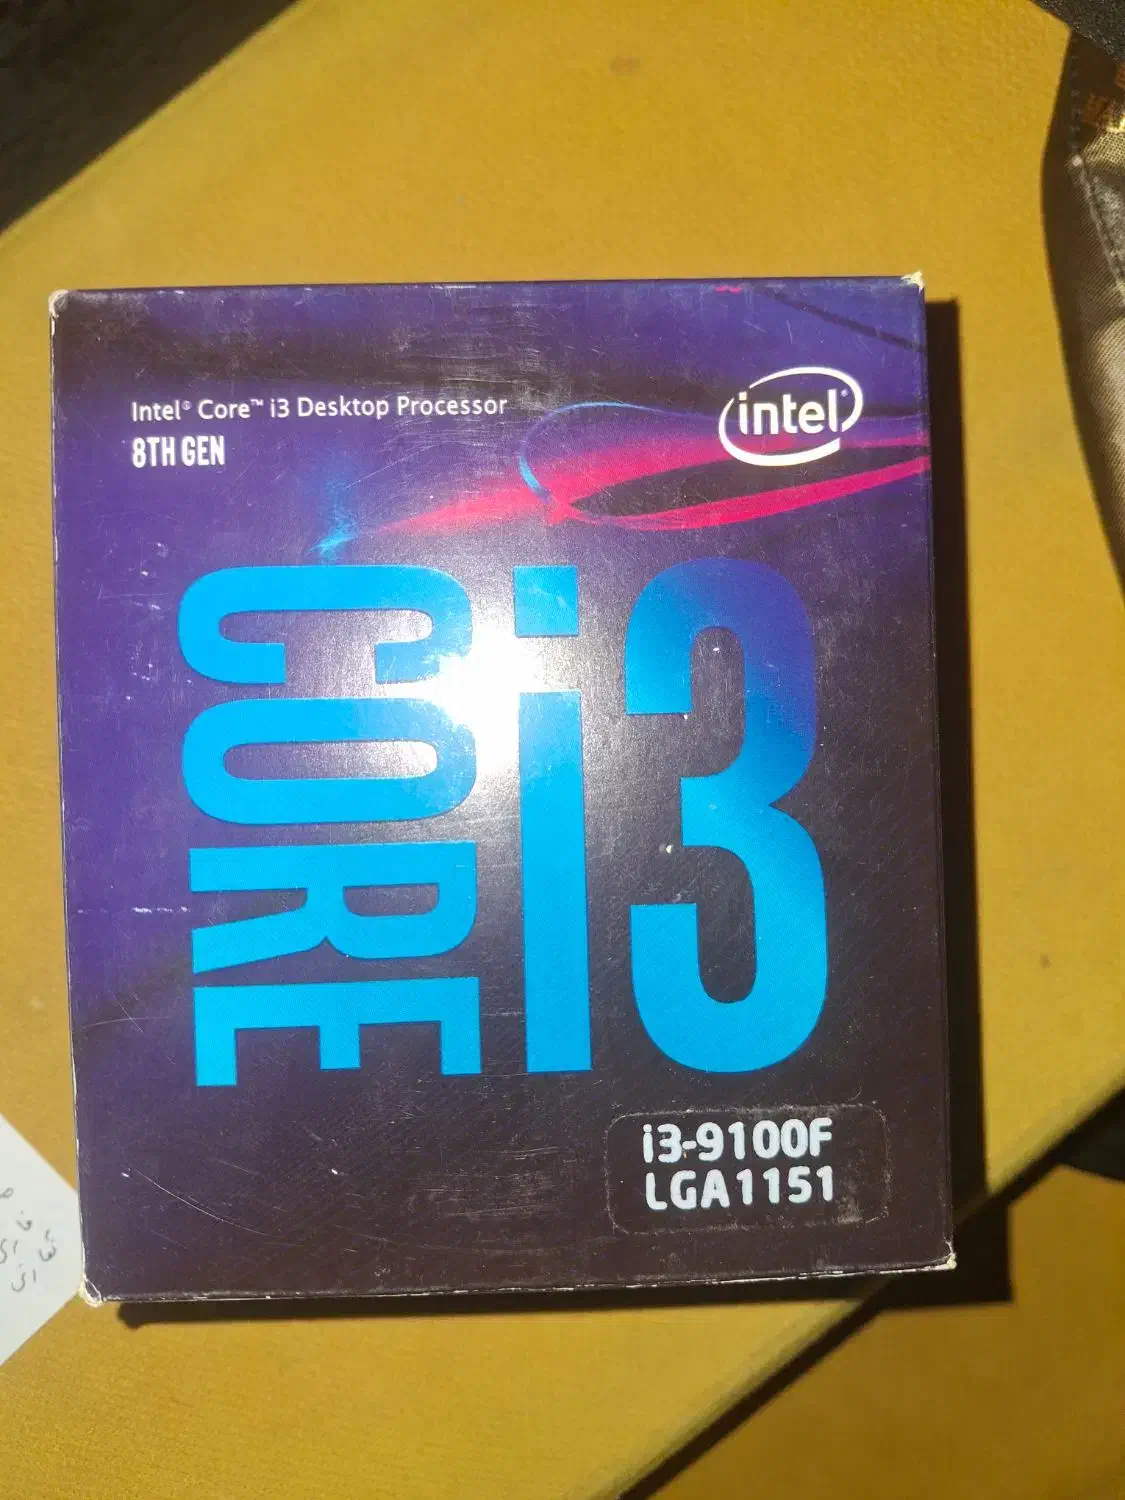 Intel® Core™ i3 Desktop Processor
8TH GEN
intel®
CORE i3
i3-9100F
LGA1151